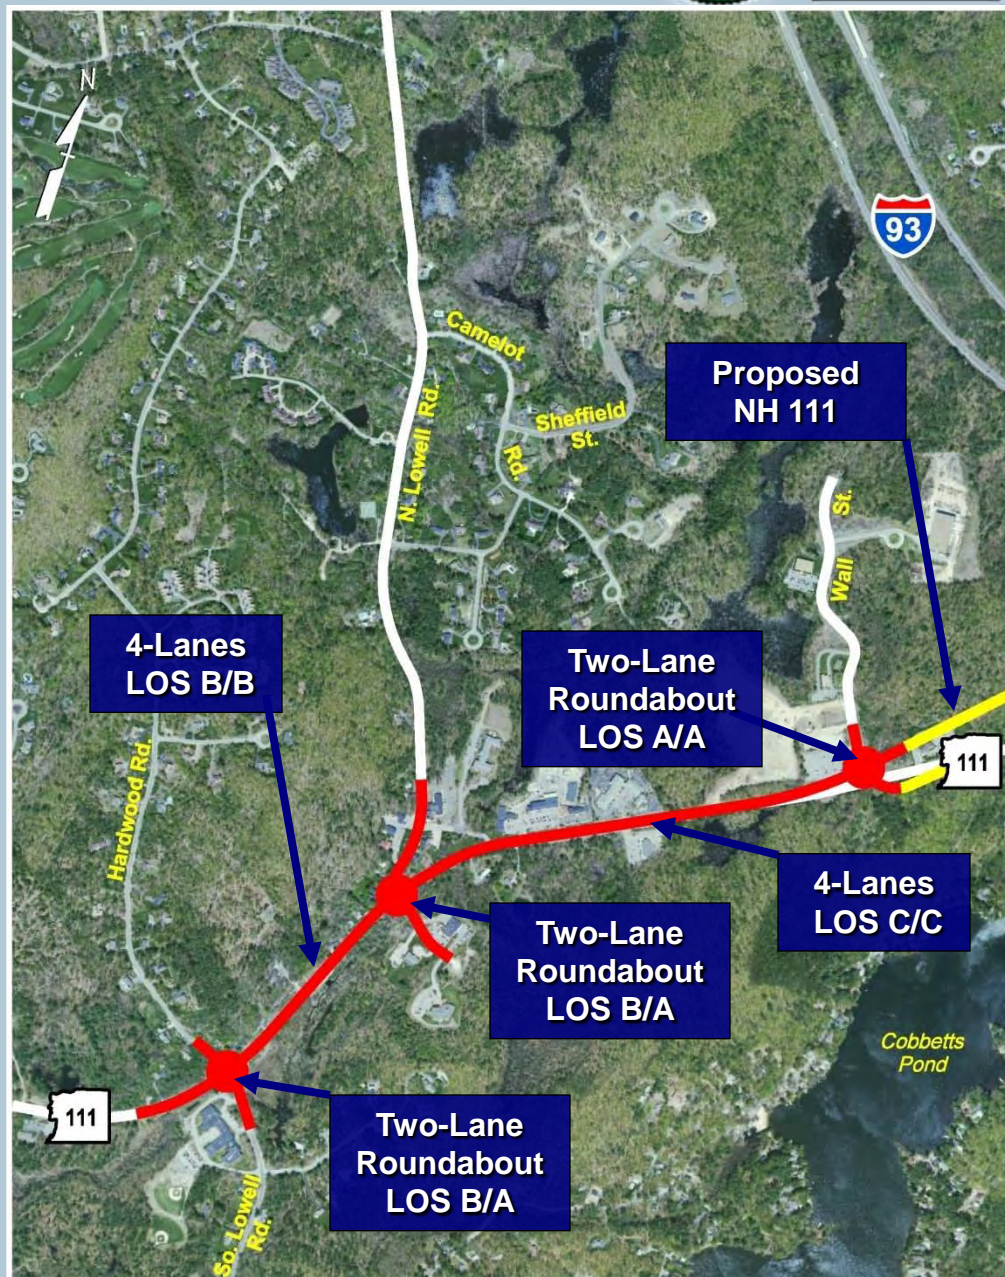 N
93
Camelot
Rd.
Sheffield
St.
N. Lowell Rd.
Proposed
NH 111
Wall St.
4-Lanes
LOS B/B
Two-Lane
Roundabout
LOS A/A
111
Hardwood Rd.
4-Lanes
LOS C/C
Two-Lane
Roundabout
LOS B/A
Cobbetts
Pond
111
Two-Lane
Roundabout
LOS B/A
So. Lowell
Rd.